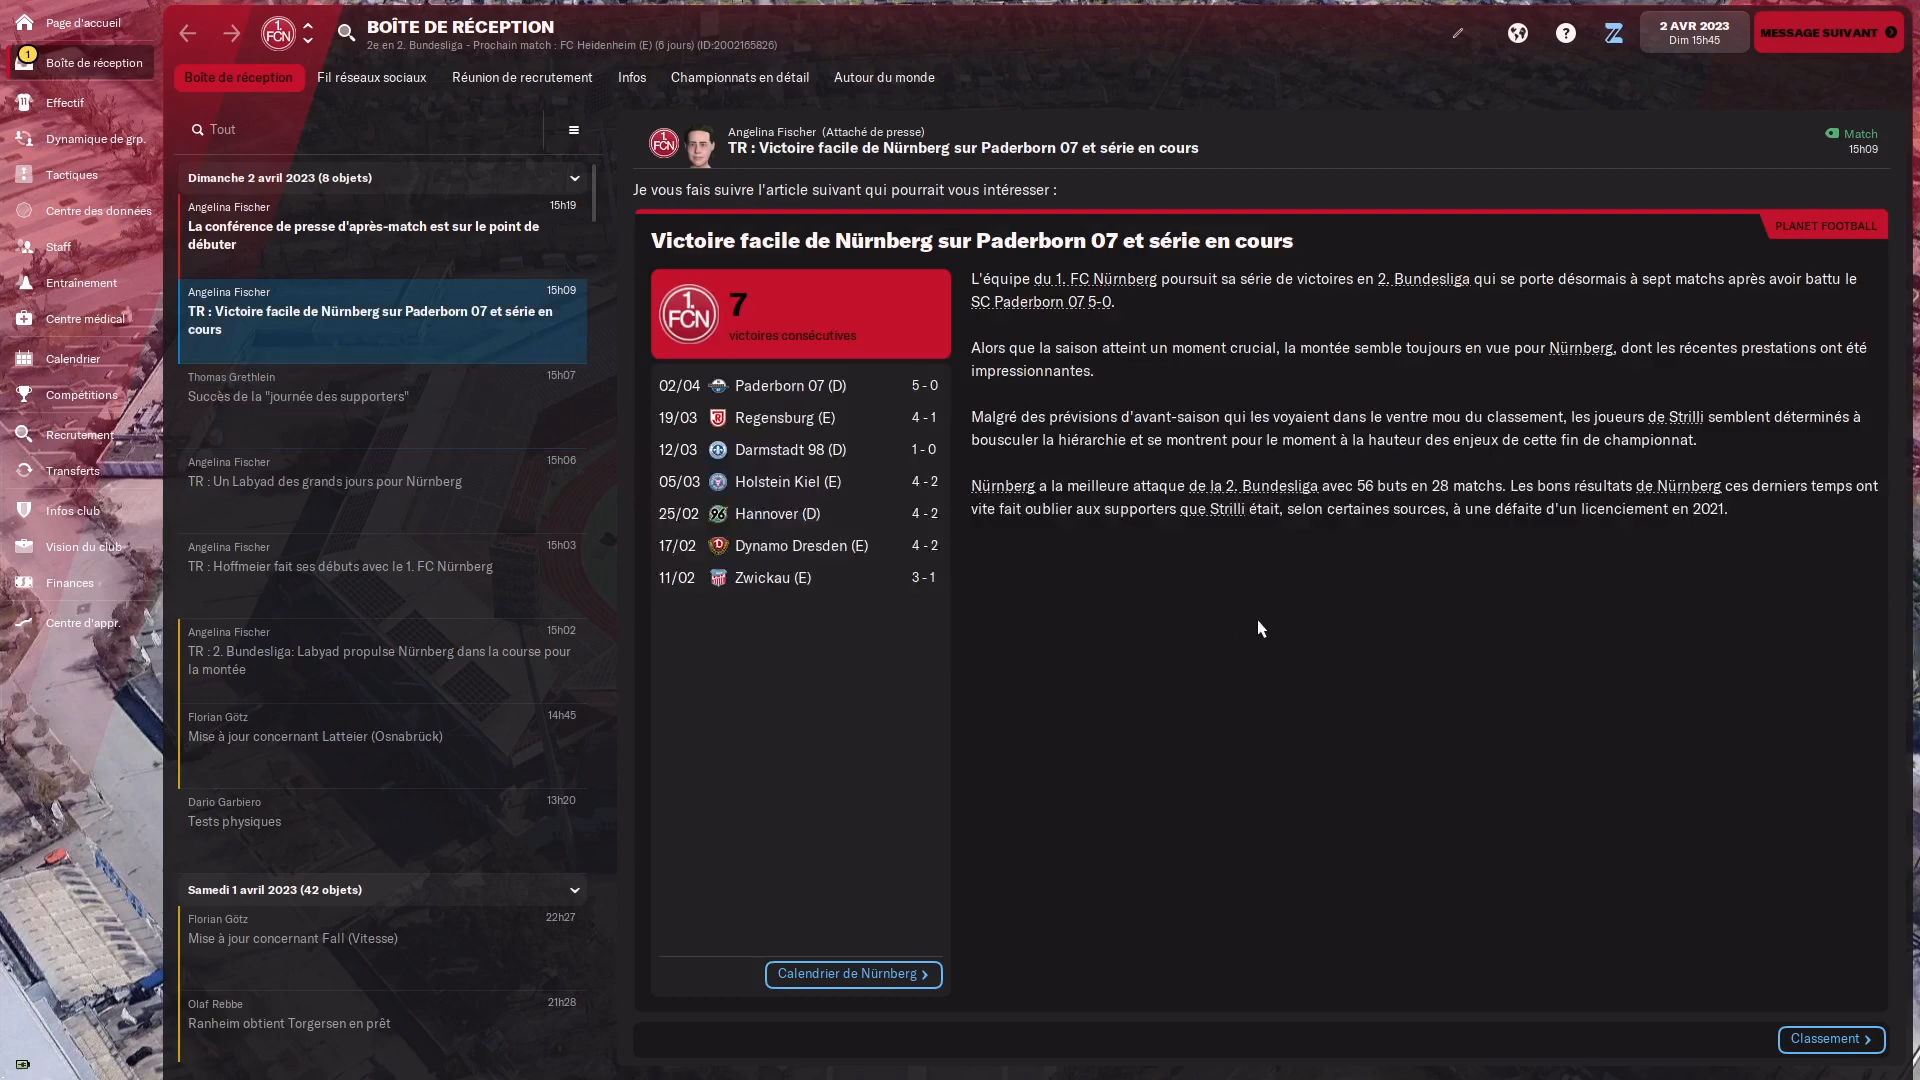 Page d'accueil
1
Boîte de réception
Effectif
Dynamique de grp.
Tactiques
Centre des données
Staff
Entraînement
Centre médical
Calendrier
Compétitions
Recrutement
Transferts
Infos club
Vision du club
Finances
Centre d'appr.
1. FCN
BOÎTE DE RÉCEPTION
2e en 2. Bundesliga - Prochain match : FC Heidenheim (E) (6 jours) (ID:2002165826)
2 AVR 2023
Dim 15h45
MESSAGE SUIVANT
Boîte de réception
Fil réseaux sociaux
Réunion de recrutement
Infos
Championnats en détail
Autour du monde
Tout
Dimanche 2 avril 2023 (8 objets)
Angelina Fischer 15h19
La conférence de presse d'après-match est sur le point de
débuter
Angelina Fischer 15h09
TR : Victoire facile de Nürnberg sur Paderborn 07 et série en
cours
Thomas Grethlein 15h07
Succès de la "journée des supporters"
Angelina Fischer 15h06
TR : Un Labyad des grands jours pour Nürnberg
Angelina Fischer 15h03
TR : Hoffmeier fait ses débuts avec le 1. FC Nürnberg
Angelina Fischer 15h02
TR : 2. Bundesliga: Labyad propulse Nürnberg dans la course pour
la montée
Florian Götz 14h45
Mise à jour concernant Latteier (Osnabrück)
Dario Garbiero 13h20
Tests physiques
Samedi 1 avril 2023 (42 objets)
Florian Götz 22h27
Mise à jour concernant Fall (Vitesse)
Olaf Rebbe 21h28
Ranheim obtient Torgersen en prêt
1. FCN
Angelina Fischer (Attaché de presse)
TR : Victoire facile de Nürnberg sur Paderborn 07 et série en cours
Match
15h09
Je vous fais suivre l'article suivant qui pourrait vous intéresser :
PLANET FOOTBALL
Victoire facile de Nürnberg sur Paderborn 07 et série en cours
1. FCN
7
victoires consécutives
02/04 Paderborn 07 (D) 5 - 0
19/03 Regensburg (E) 4 - 1
12/03 Darmstadt 98 (D) 1 - 0
05/03 Holstein Kiel (E) 4 - 2
25/02 Hannover (D) 4 - 2
17/02 Dynamo Dresden (E) 4 - 2
11/02 Zwickau (E) 3 - 1
Calendrier de Nürnberg
L'équipe du 1. FC Nürnberg poursuit sa série de victoires en 2. Bundesliga qui se porte désormais à sept matchs après avoir battu le
SC Paderborn 07 5-0.
Alors que la saison atteint un moment crucial, la montée semble toujours en vue pour Nürnberg, dont les récentes prestations ont été
impressionnantes.
Malgré des prévisions d'avant-saison qui les voyaient dans le ventre mou du classement, les joueurs de Strilli semblent déterminés à
bousculer la hiérarchie et se montrent pour le moment à la hauteur des enjeux de cette fin de championnat.
Nürnberg a la meilleure attaque de la 2. Bundesliga avec 56 buts en 28 matchs. Les bons résultats de Nürnberg ces derniers temps ont
vite fait oublier aux supporters que Strilli était, selon certaines sources, à une défaite d'un licenciement en 2021.
Classement